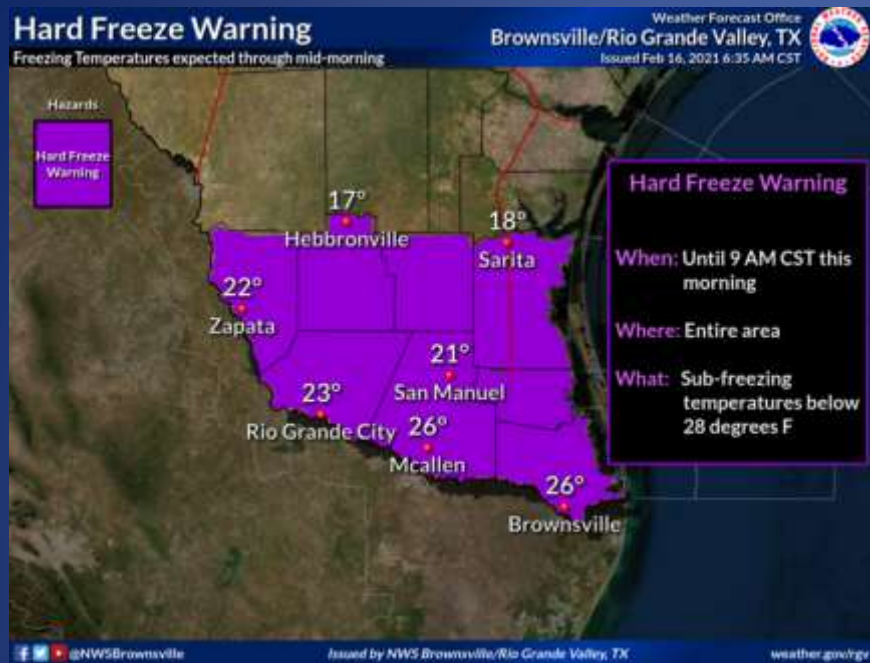 Hard Freeze Warning
Freezing Temperatures expected through mid-morning
Weather Forecast Office
Brownsville/Rio Grande Valley, TX
Issued Feb 16, 2021 6:35 AM CST
Hazards
Hard Freeze
Warning
17°
Hebbronville
18°
Sarita
22°
Zapata
21°
San Manuel
23°
Rio Grande City
26°
Mcallen
26°
Brownsville
Hard Freeze Warning
When: Until 9 AM CST this
morning
Where: Entire area
What: Sub-freezing
temperatures below
28 degrees F
@NWSBrownsville
Issued by NWS Brownsville/Rio Grande Valley, TX
weather.gov/rgv